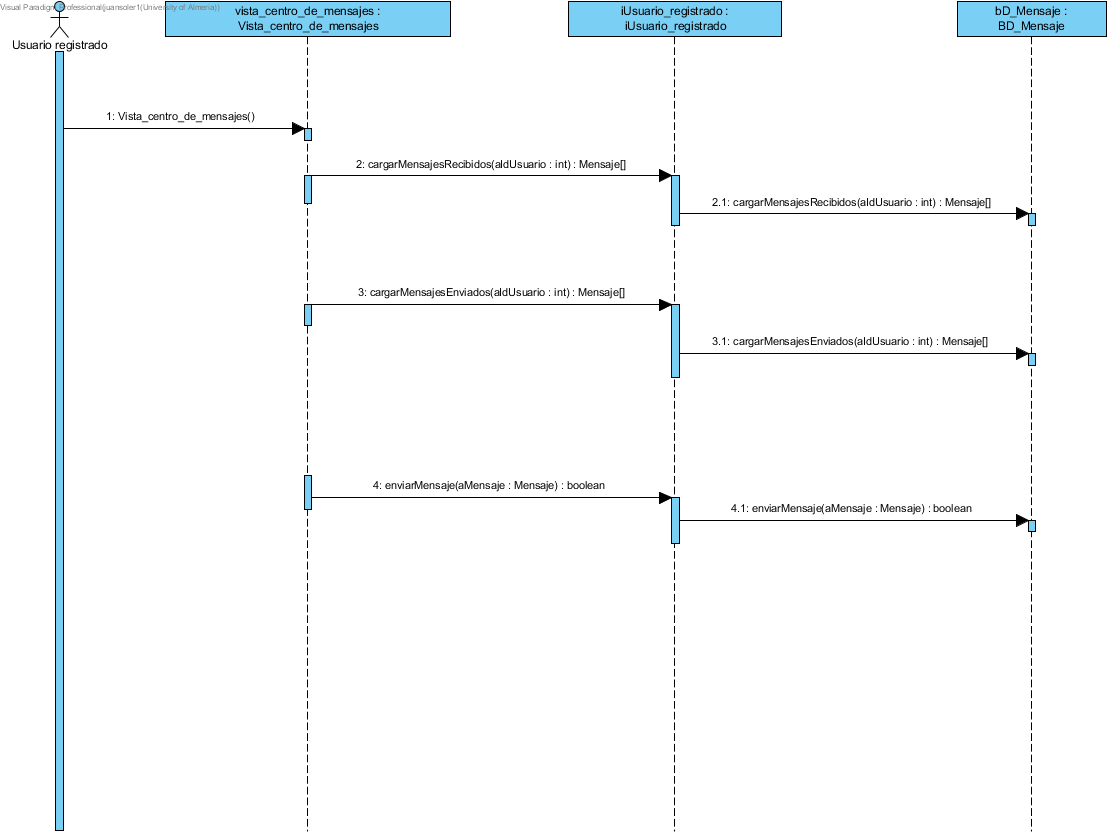 Visual Paradigm Professional(juansoler1(University of Almeria))
vista_centro_de_mensajes :
Vista_centro_de_mensajes
iUsuario_registrado :
iUsuario_registrado
bD_Mensaje :
BD_Mensaje
Usuario registrado
1: Vista_centro_de_mensajes()
2: cargarMensajesRecibidos(aIdUsuario : int) : Mensaje[]
2.1: cargarMensajesRecibidos(aIdUsuario : int) : Mensaje[]
3: cargarMensajesEnviados(aIdUsuario : int) : Mensaje[]
3.1: cargarMensajesEnviados(aIdUsuario : int) : Mensaje[]
4: enviarMensaje(aMensaje : Mensaje) : boolean
4.1: enviarMensaje(aMensaje : Mensaje) : boolean